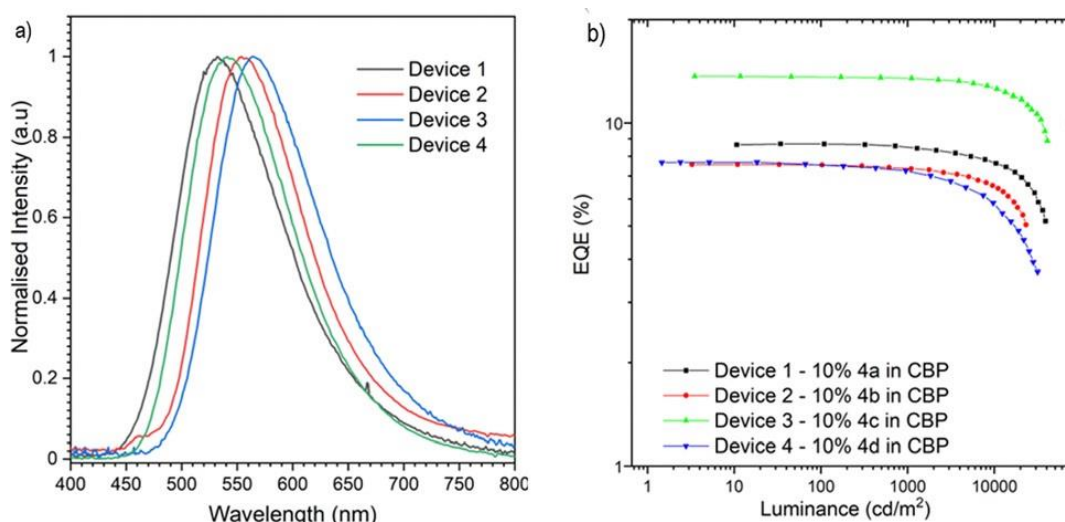 a)
Normalised Intensity (a.u)
1
0.8
0.6
0.4
0.2
0
400 450 500 550 600 650 700 750 800
Wavelength (nm)
Device 1
Device 2
Device 3
Device 4
b)
EQE (%)
10
1
1 10 100 1000 10000
Luminance (cd/m²)
Device 1 - 10% 4a in CBP
Device 2 - 10% 4b in CBP
Device 3 - 10% 4c in CBP
Device 4 - 10% 4d in CBP